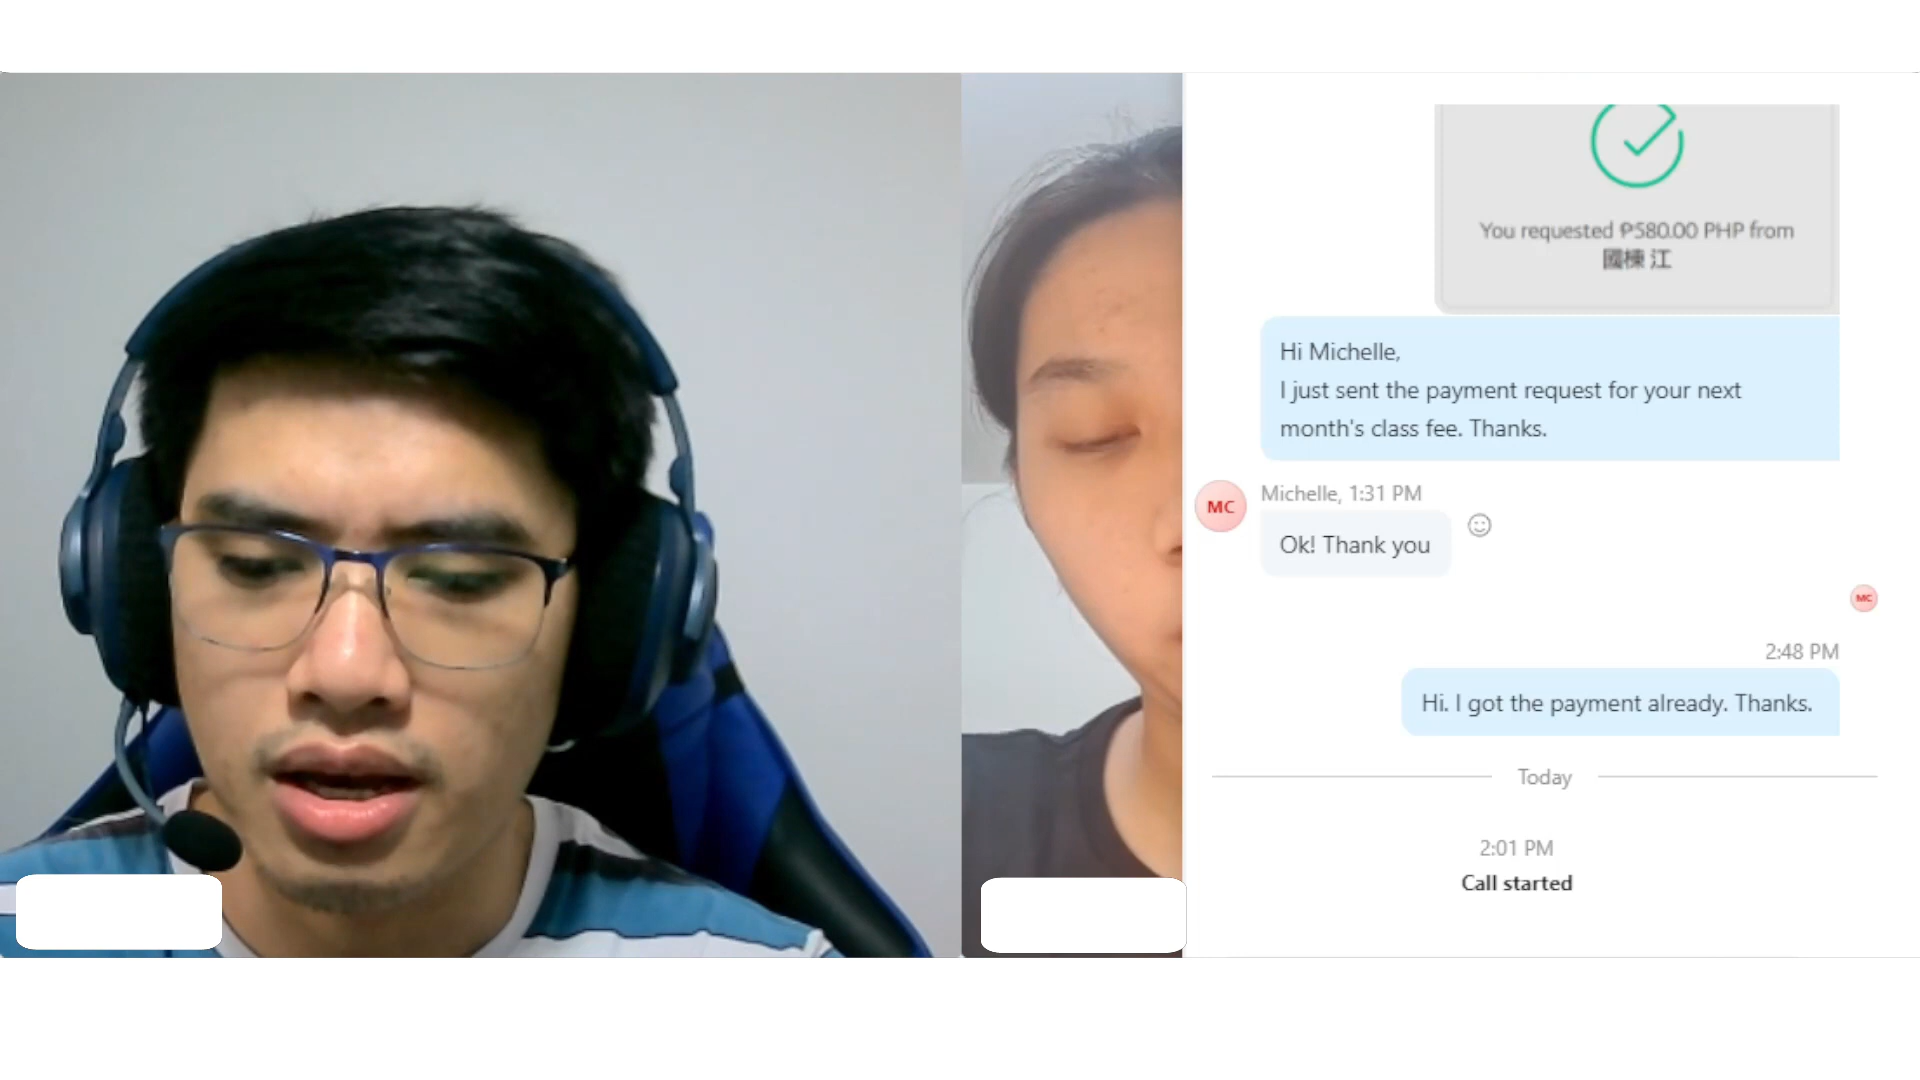 You requested ₱580.00 PHP from
國棟 江
Hi Michelle,
I just sent the payment request for your next
month's class fee. Thanks.
MC
Michelle, 1:31 PM
Ok! Thank you
MC
2:48 PM
Hi. I got the payment already. Thanks.
Today
2:01 PM
Call started